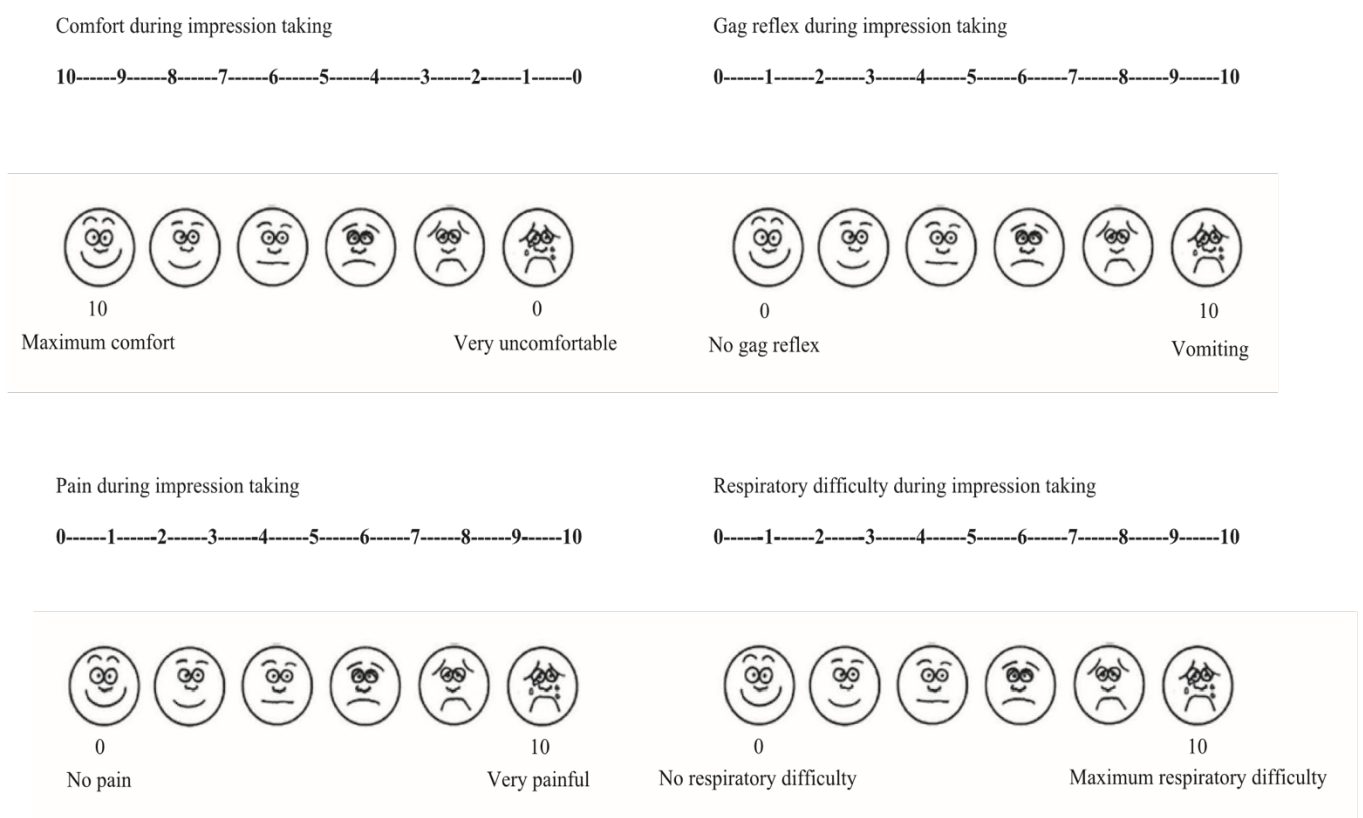 Comfort during impression taking
10------9------8------7------6------5------4------3------2------1------0
10
0
Maximum comfort
Very uncomfortable
Gag reflex during impression taking
0------1------2------3------4------5------6------7------8------9------10
0
10
No gag reflex
Vomiting
Pain during impression taking
0------1------2------3------4------5------6------7------8------9------10
0
10
No pain
Very painful
Respiratory difficulty during impression taking
0------1------2------3------4------5------6------7------8------9------10
0
10
No respiratory difficulty
Maximum respiratory difficulty